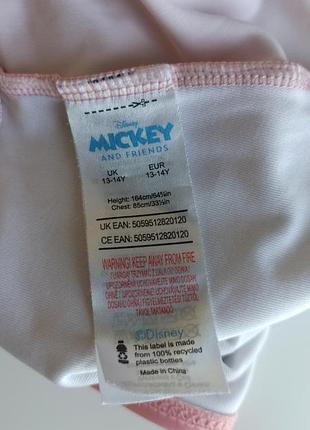 Disney
MICKEY
AND FRIENDS
UK EUR
13-14Y 13-14Y
Height: 164cm/64½in
Chest: 85cm/33½in
UK EAN: 5059512820120
CE EAN: 5059512820120
WARNING! KEEP AWAY FROM FIRE
©Disney
This label is made
from 100% recycled
plastic bottles
Made in China